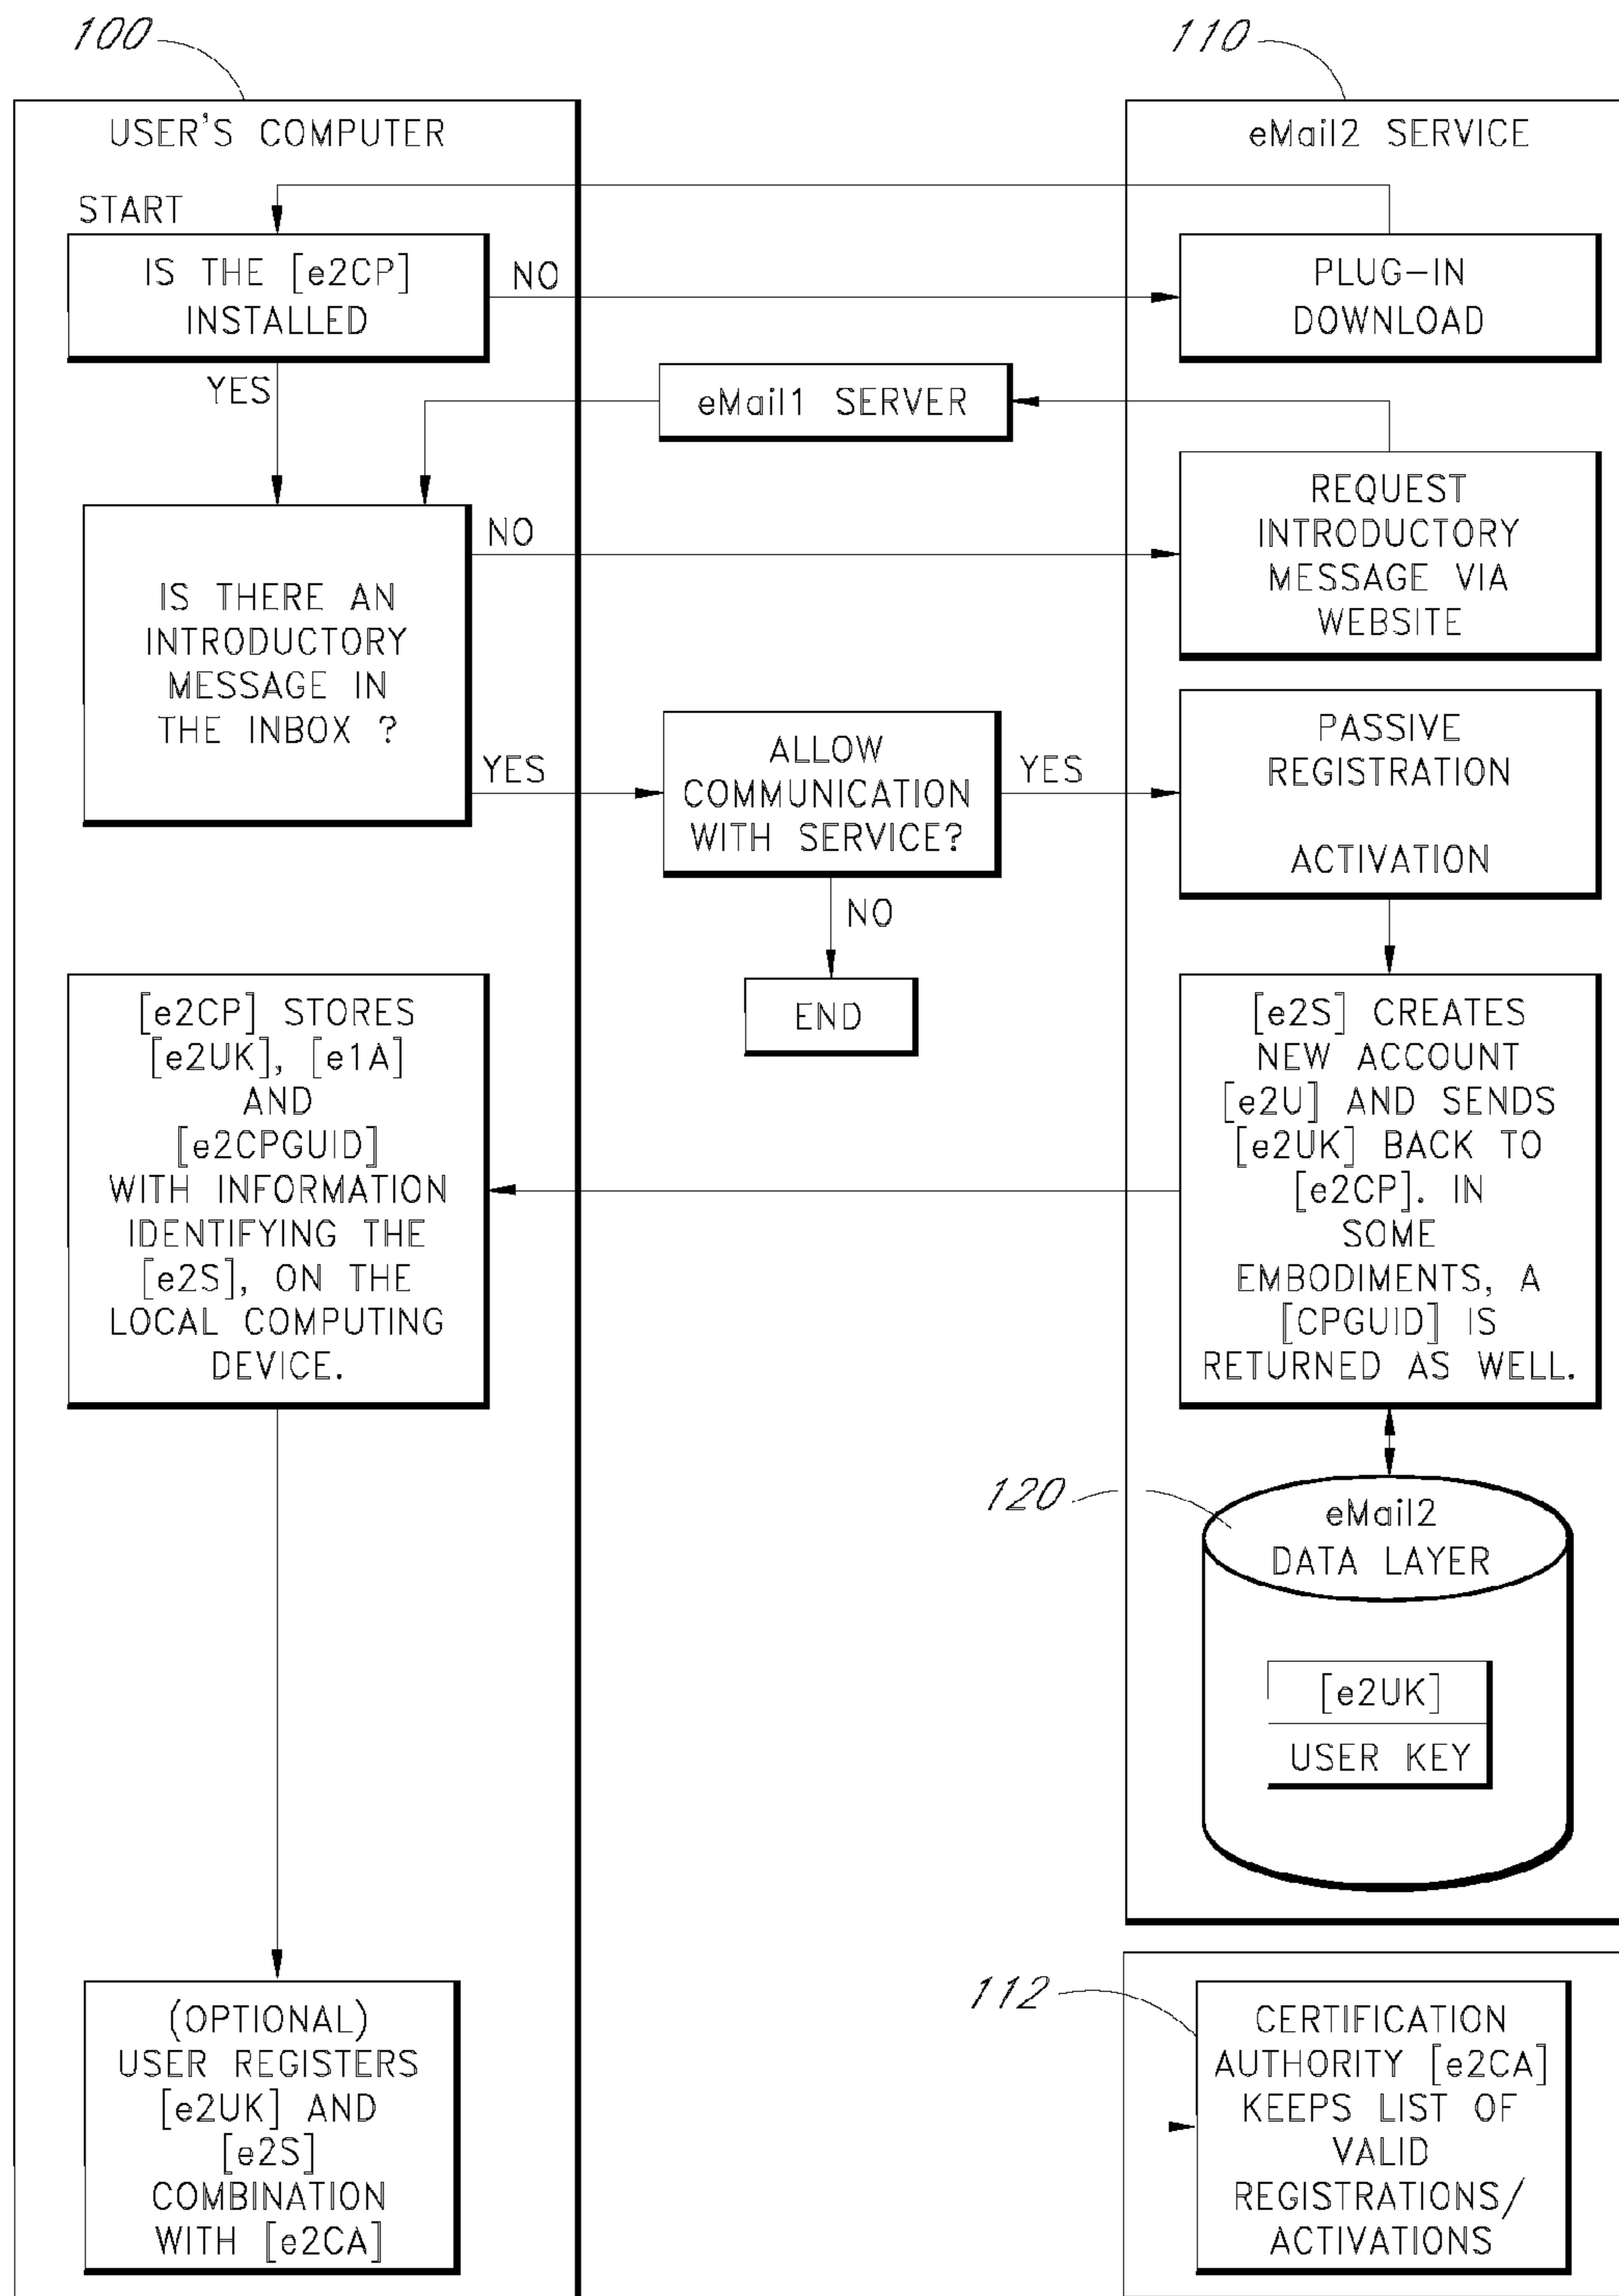 100
110
USER'S COMPUTER
eMail2 SERVICE
START
IS THE [e2CP]
INSTALLED
NO
PLUG-IN
DOWNLOAD
YES
eMail1 SERVER
REQUEST
INTRODUCTORY
MESSAGE VIA
WEBSITE
NO
IS THERE AN
INTRODUCTORY
MESSAGE IN
THE INBOX ?
YES
ALLOW
COMMUNICATION
WITH SERVICE?
YES
PASSIVE
REGISTRATION
ACTIVATION
NO
END
[e2CP] STORES
[e2UK], [e1A]
AND
[e2CPGUID]
WITH INFORMATION
IDENTIFYING THE
[e2S], ON THE
LOCAL COMPUTING
DEVICE.
[e2S] CREATES
NEW ACCOUNT
[e2U] AND SENDS
[e2UK] BACK TO
[e2CP]. IN
SOME
EMBODIMENTS, A
[CPGUID] IS
RETURNED AS WELL.
120
eMail2
DATA LAYER
[e2UK]
USER KEY
112
(OPTIONAL)
USER REGISTERS
[e2UK] AND
[e2S]
COMBINATION
WITH [e2CA]
CERTIFICATION
AUTHORITY [e2CA]
KEEPS LIST OF
VALID
REGISTRATIONS/
ACTIVATIONS